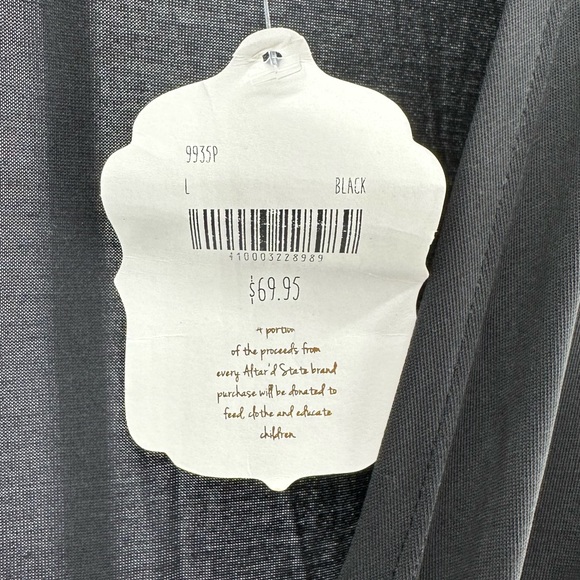 9935P
L BLACK
410003228989
$69.95
A portion
of the proceeds from
every Altar'd State brand
purchase will be donated to
feed, clothe and educate
children